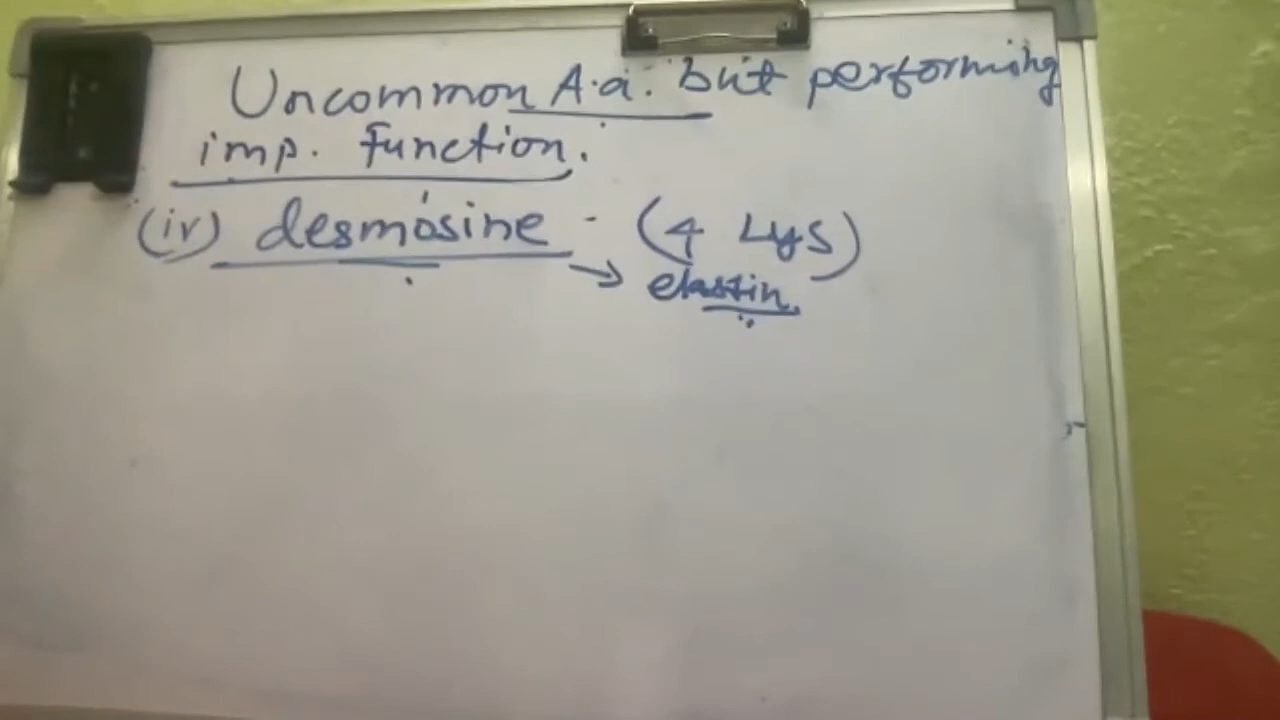 Uncommon A.a. but performing
imp. function.
(iv) desmosine - (4 Lys)
→ elastin.